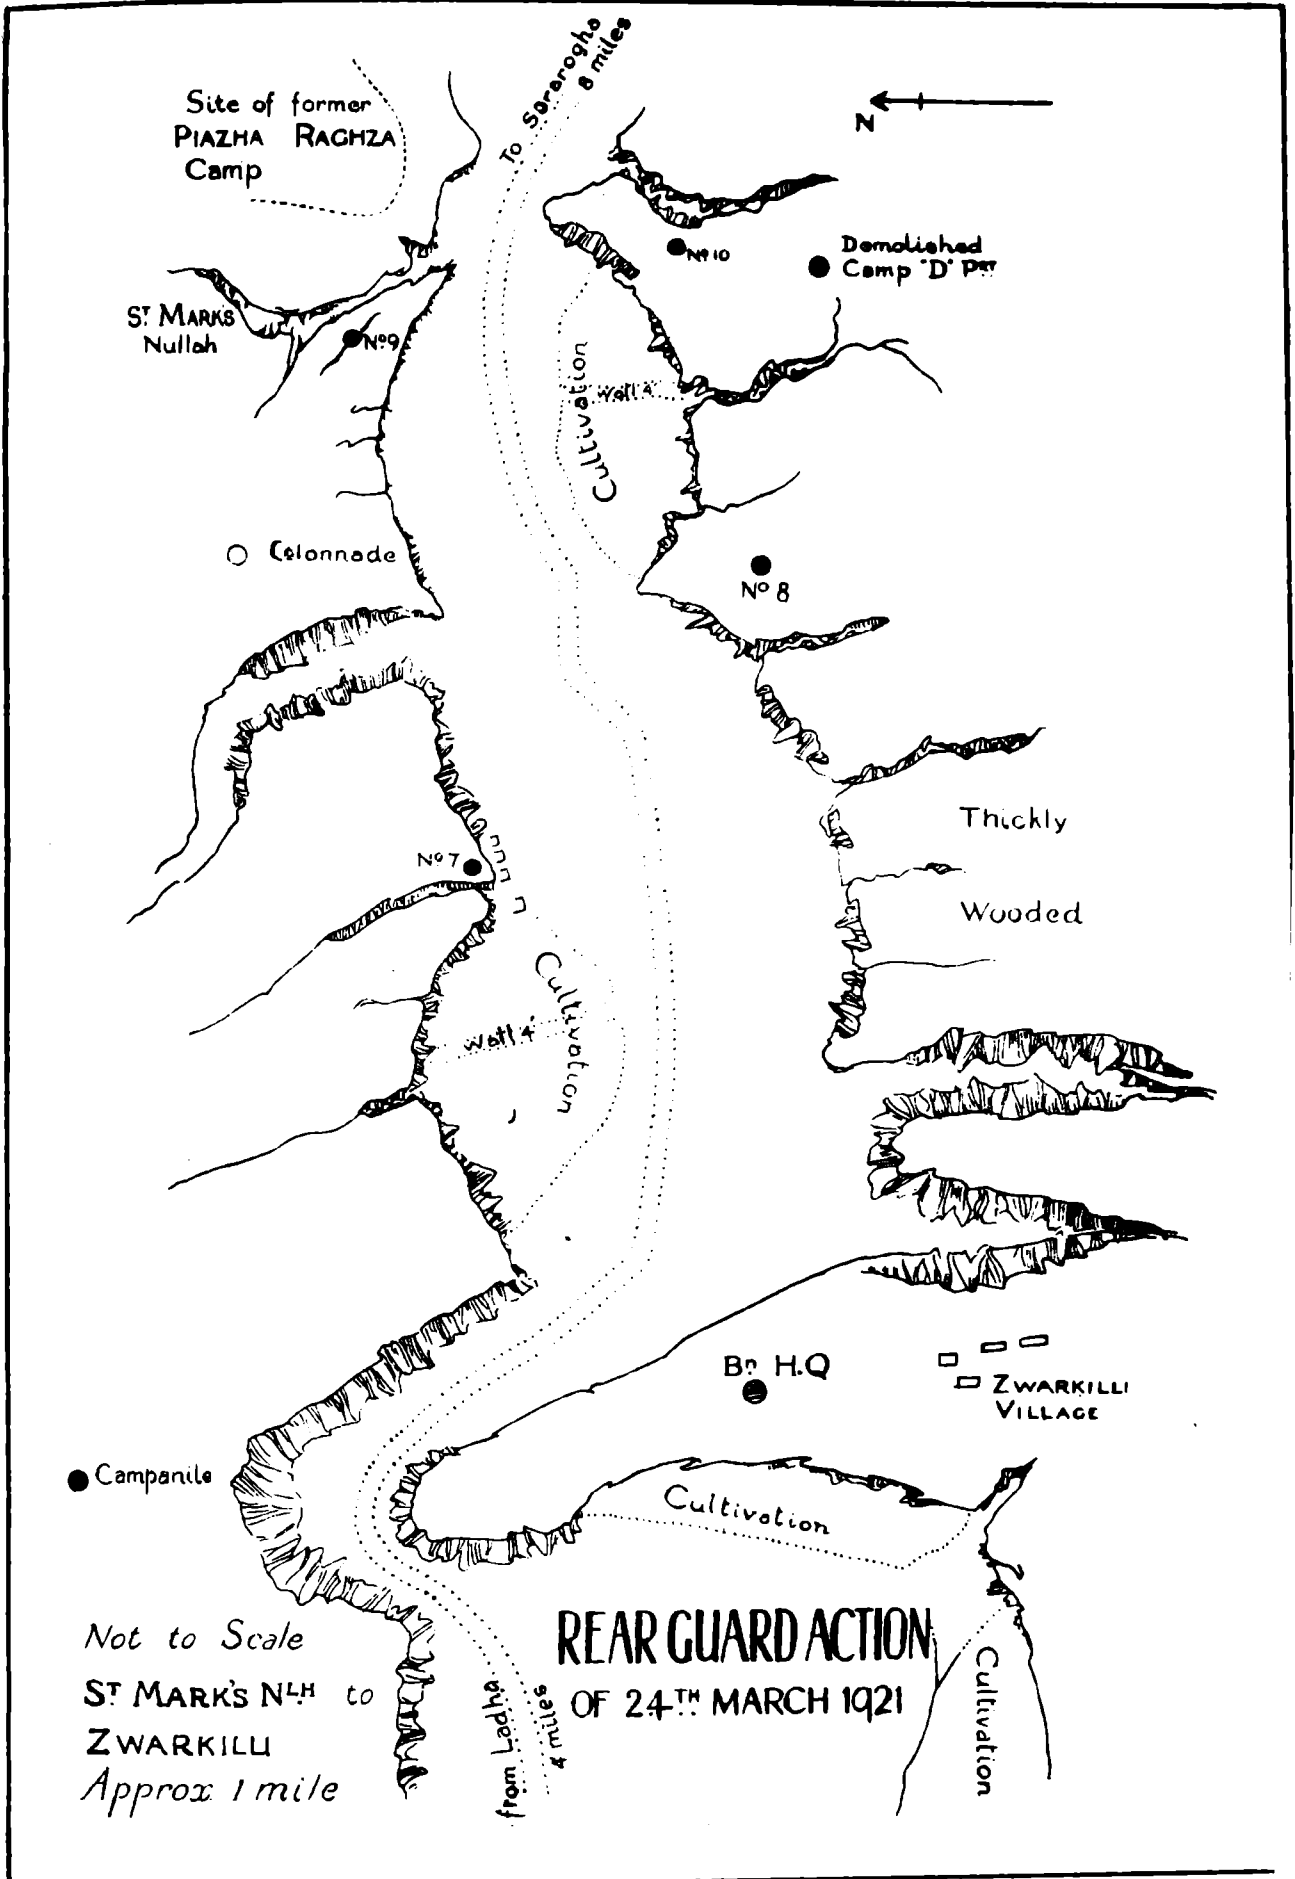 To Sororogha
8 miles
Site of former
PIAZHA RAGHZA
Camp
N
Nº 10
Demolished
Camp 'D' PQT
ST MARK'S
Nullah
Nº 9
Cultivation
Wall 4'
Colonnade
Nº 8
Thickly
Wooded
Nº 7
Cultivation
Wall 4'
Bn H.Q
ZWARKILLI
VILLAGE
Campanile
Cultivation
Cultivation
REAR GUARD ACTION
OF 24TH MARCH 1921
Not to Scale
ST MARK'S NLH to
ZWARKILLI
Approx 1 mile
from Ladha
4 miles